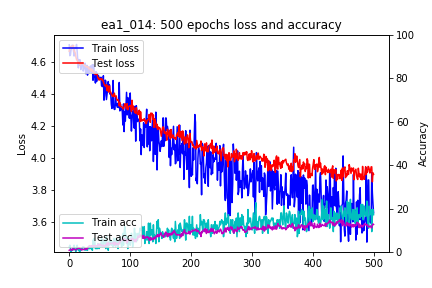 ea1_014: 500 epochs loss and accuracy
Train loss
Test loss
Train acc
Test acc
Loss
4.6
4.4
4.2
4.0
3.8
3.6
Accuracy
100
80
60
40
20
0
0 100 200 300 400 500